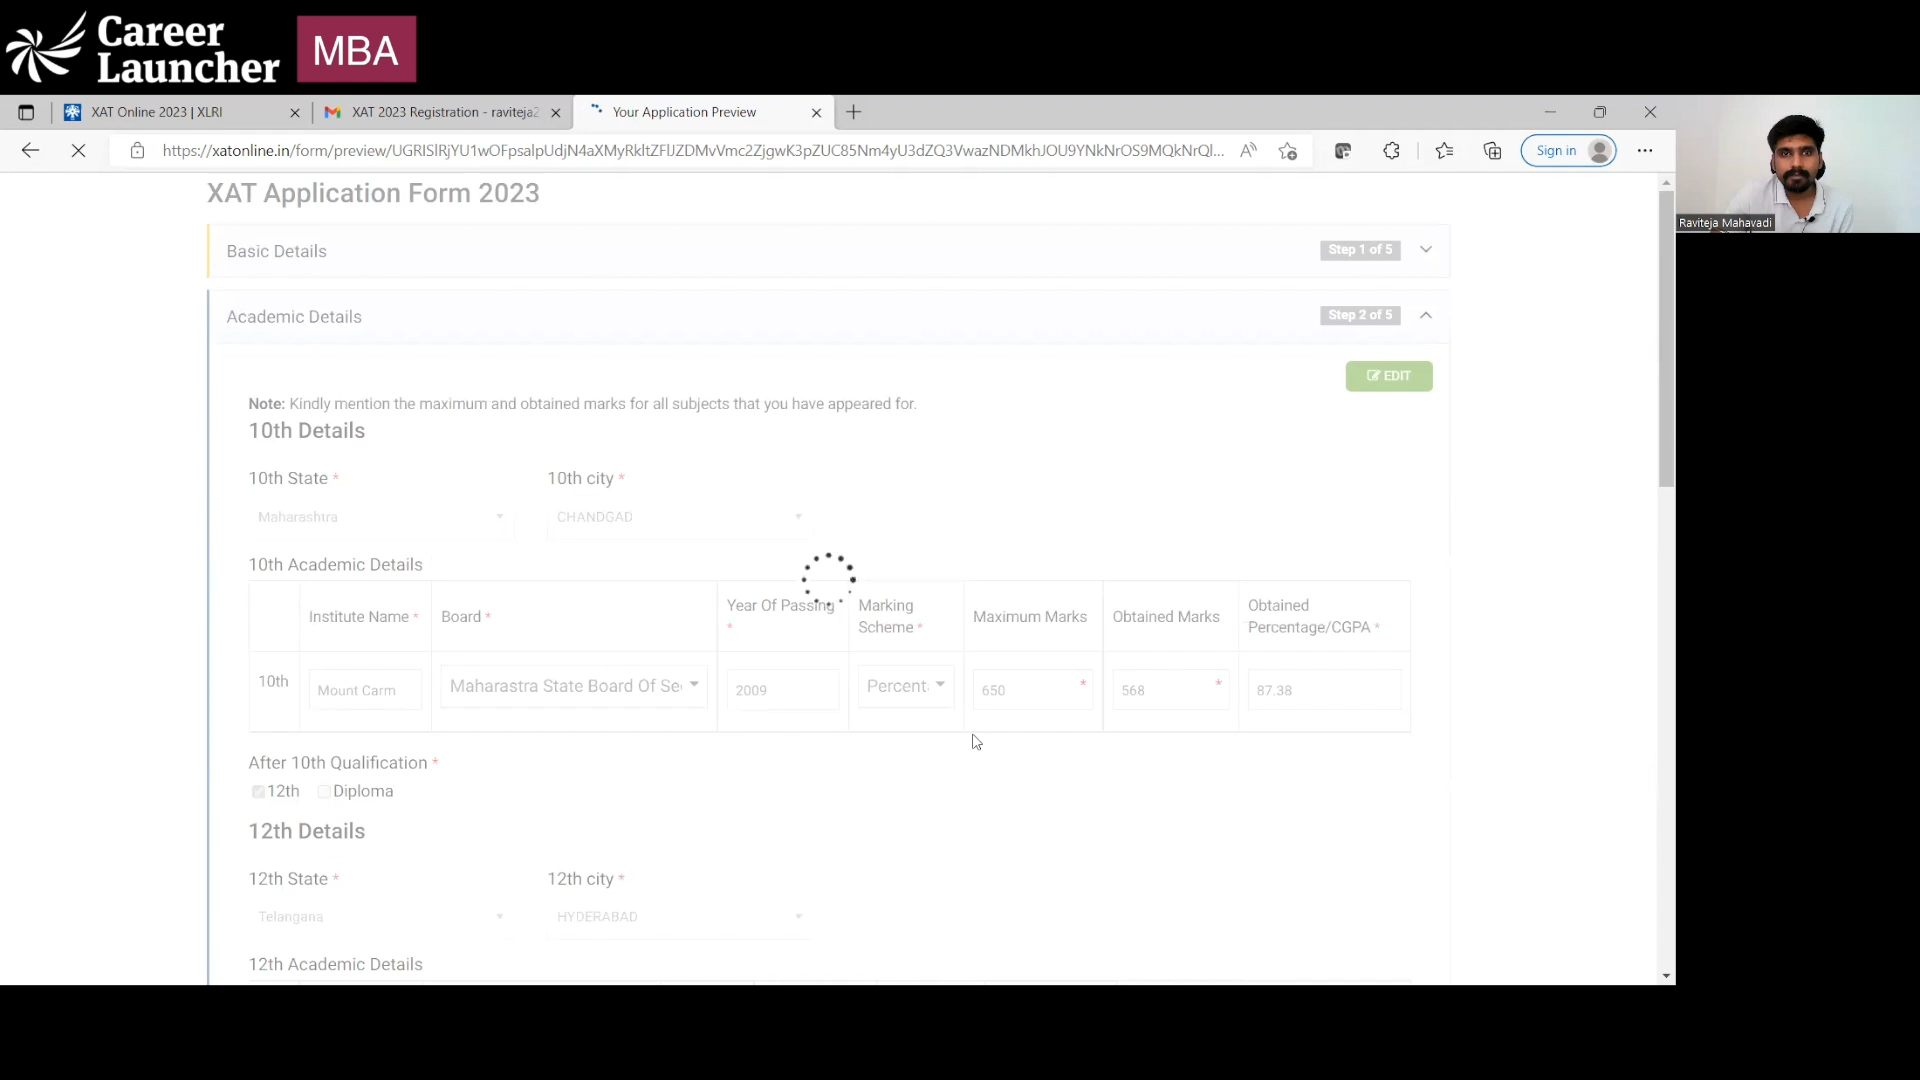 Career
Launcher
MBA
XAT Online 2023 | XLRI
XAT 2023 Registration - raviteja2
Your Application Preview
https://xatonline.in/form/preview/
Sign in
Raviteja Mahavadi
XAT Application Form 2023
Basic Details
Step 1 of 5
Academic Details
Step 2 of 5
EDIT
Note: Kindly mention the maximum and obtained marks for all subjects that you have appeared for.
10th Details
10th State *
10th city *
Maharashtra
CHANDGAD
10th Academic Details
Institute Name *
Board *
Year Of Passing *
Marking Scheme *
Maximum Marks
Obtained Marks
Obtained Percentage/CGPA *
10th
Mount Carm
Maharastra State Board Of Se
2009
Percent
650 *
568 *
87.38
After 10th Qualification *
12th
Diploma
12th Details
12th State *
12th city *
Telangana
HYDERABAD
12th Academic Details